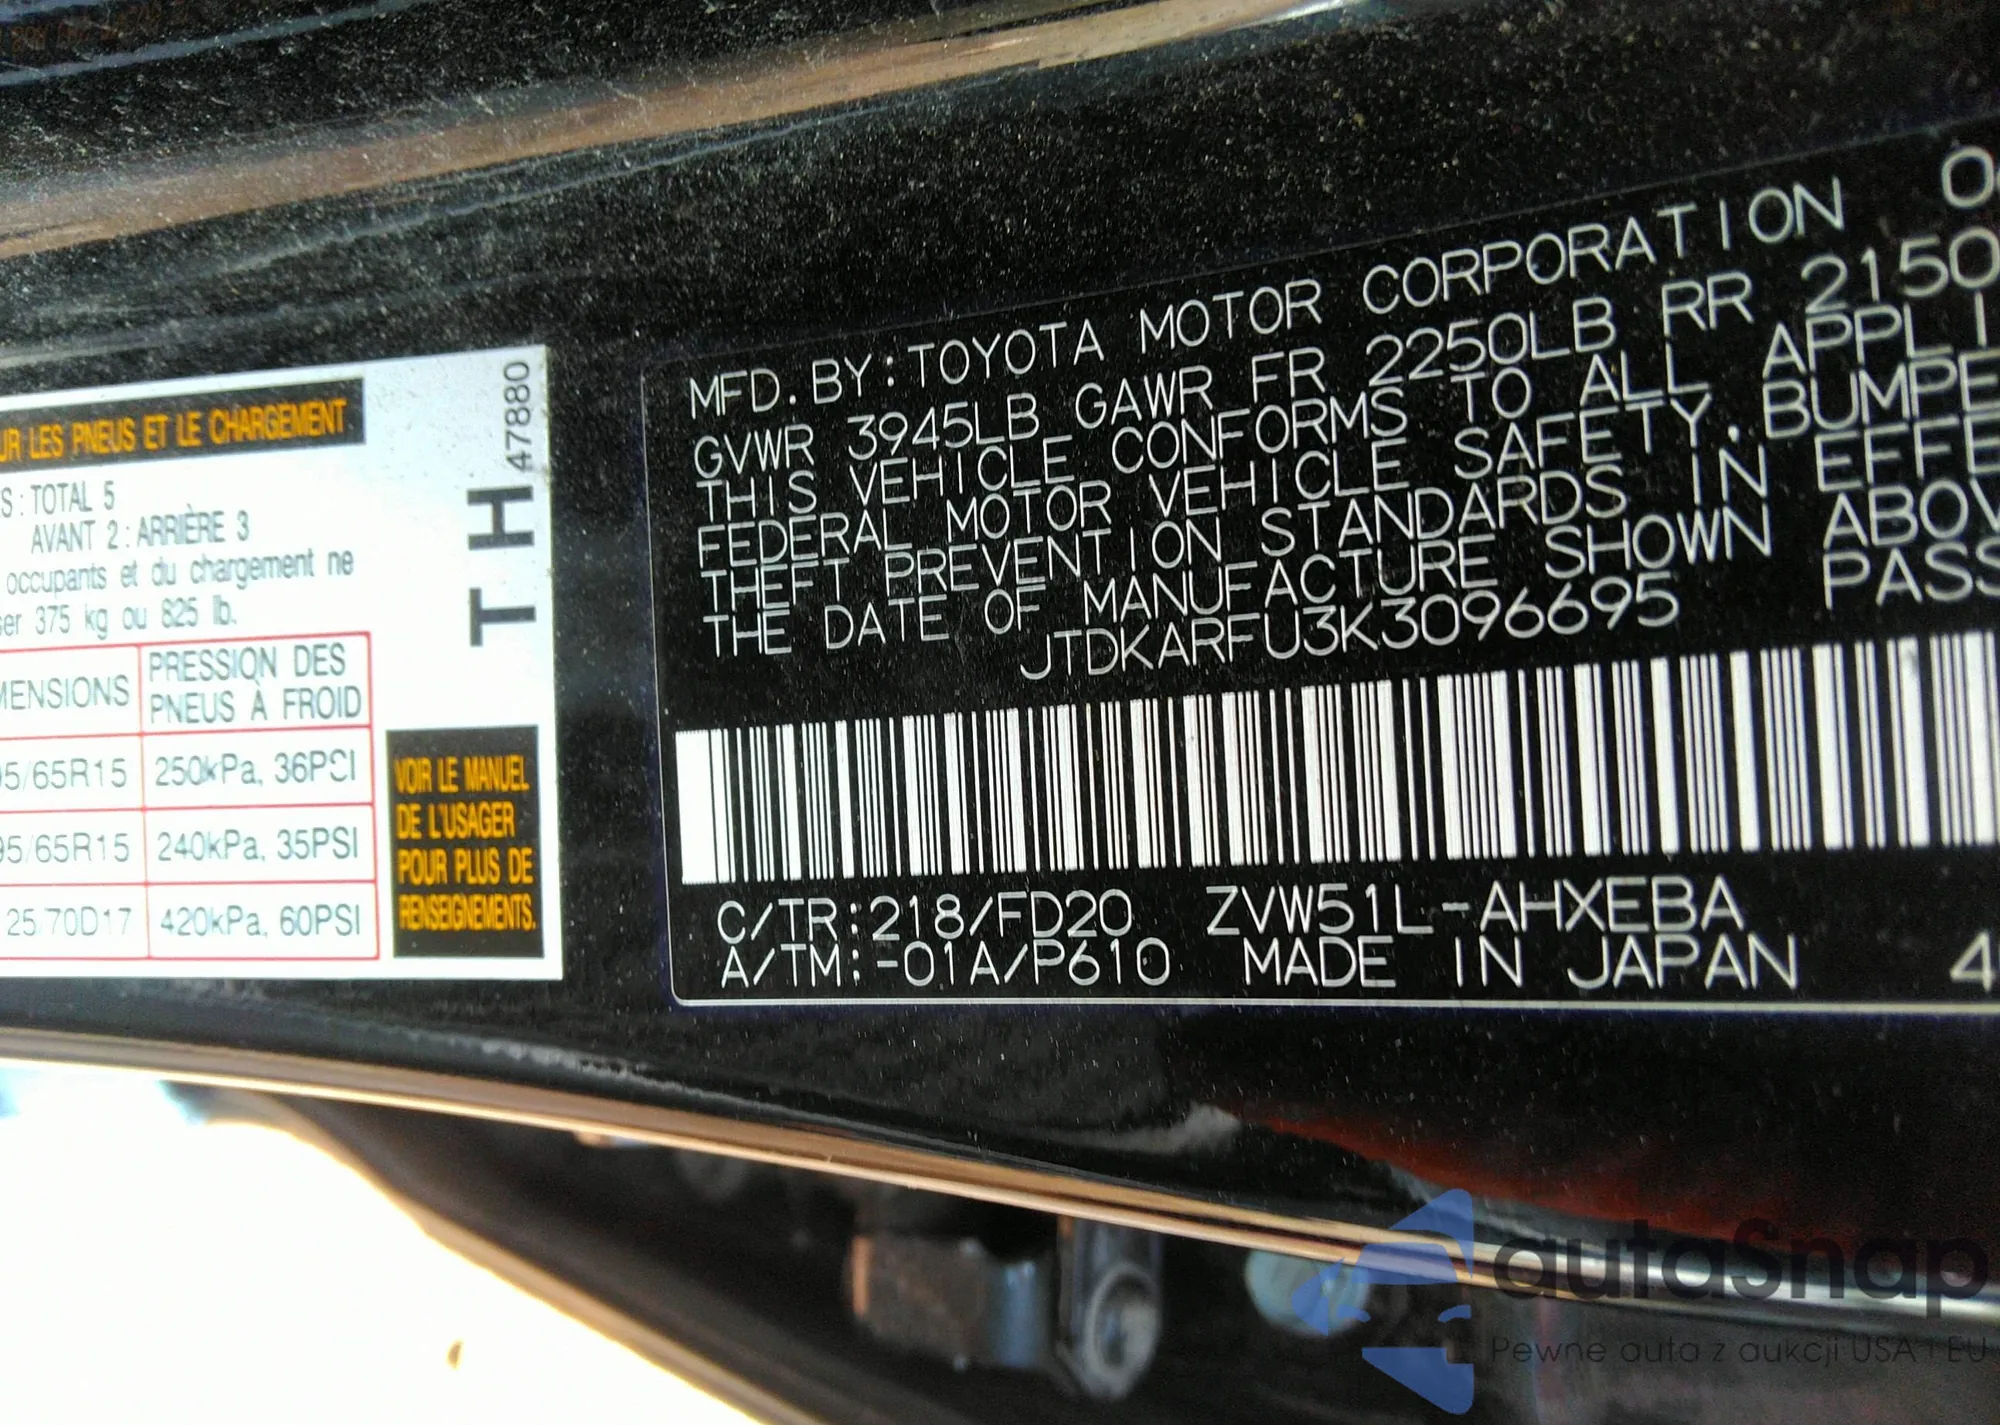 UR LES PNEUS ET LE CHARGEMENT
S : TOTAL 5
AVANT 2 : ARRIÈRE 3
occupants et du chargement ne
ser 375 kg ou 825 lb.
MENSIONS PRESSION DES PNEUS À FROID
95/65R15 250kPa, 36PSI
95/65R15 240kPa, 35PSI
125/70D17 420kPa, 60PSI
47880
TH
VOIR LE MANUEL
DE L'USAGER
POUR PLUS DE
RENSEIGNEMENTS.
MFD. BY:TOYOTA MOTOR CORPORATION 0
GVWR 3945LB GAWR FR 2250LB RR 2150
THIS VEHICLE CONFORMS TO ALL APPLI
FEDERAL MOTOR VEHICLE SAFETY. BUMPE
THEFT PREVENTION STANDARDS IN EFFE
THE DATE OF MANUFACTURE SHOWN ABOV
JTDKARFU3K3096695 PASS
C/TR:218/FD20 ZVW51L-AHXEBA
A/TM:-01A/P610 MADE IN JAPAN 4
autoSnap
Pewne auta z aukcji USA i EU